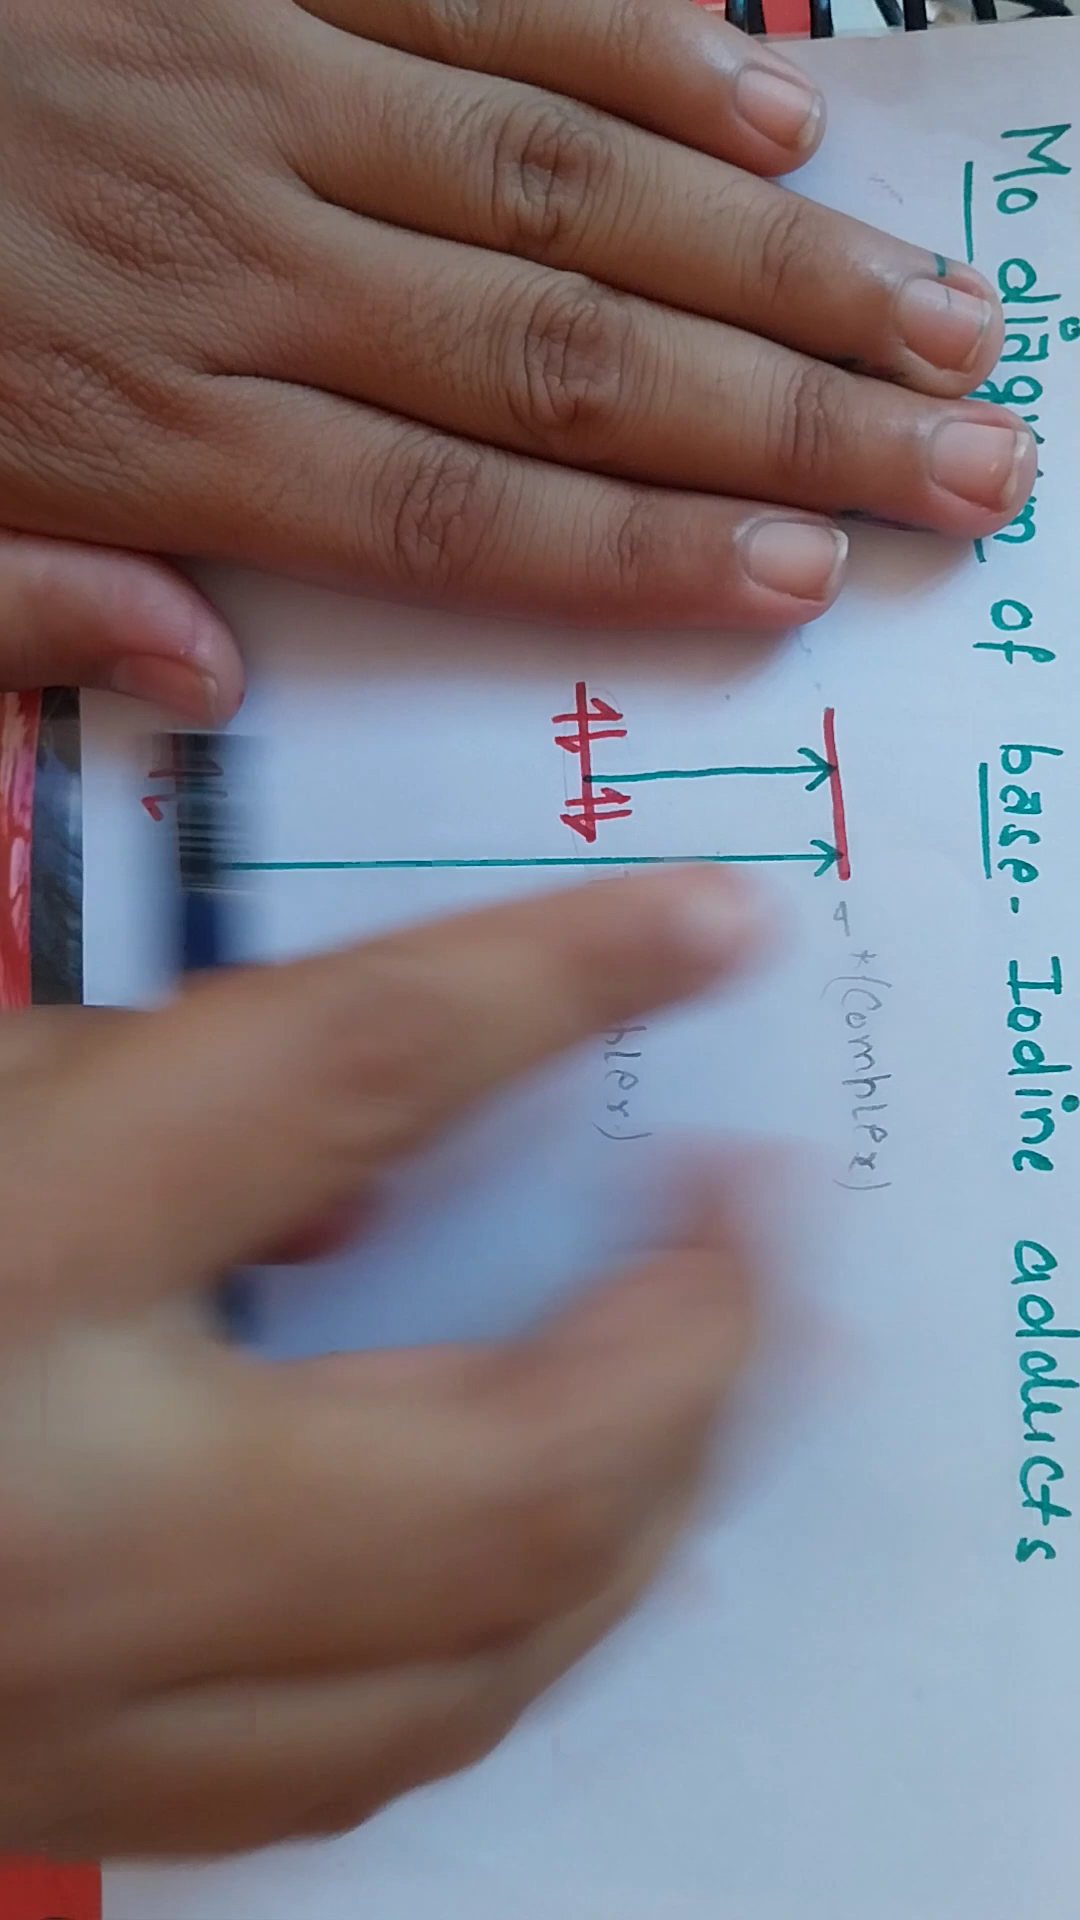 Mo diagram of base-Iodine adducts
σ*(Complex)
plex)